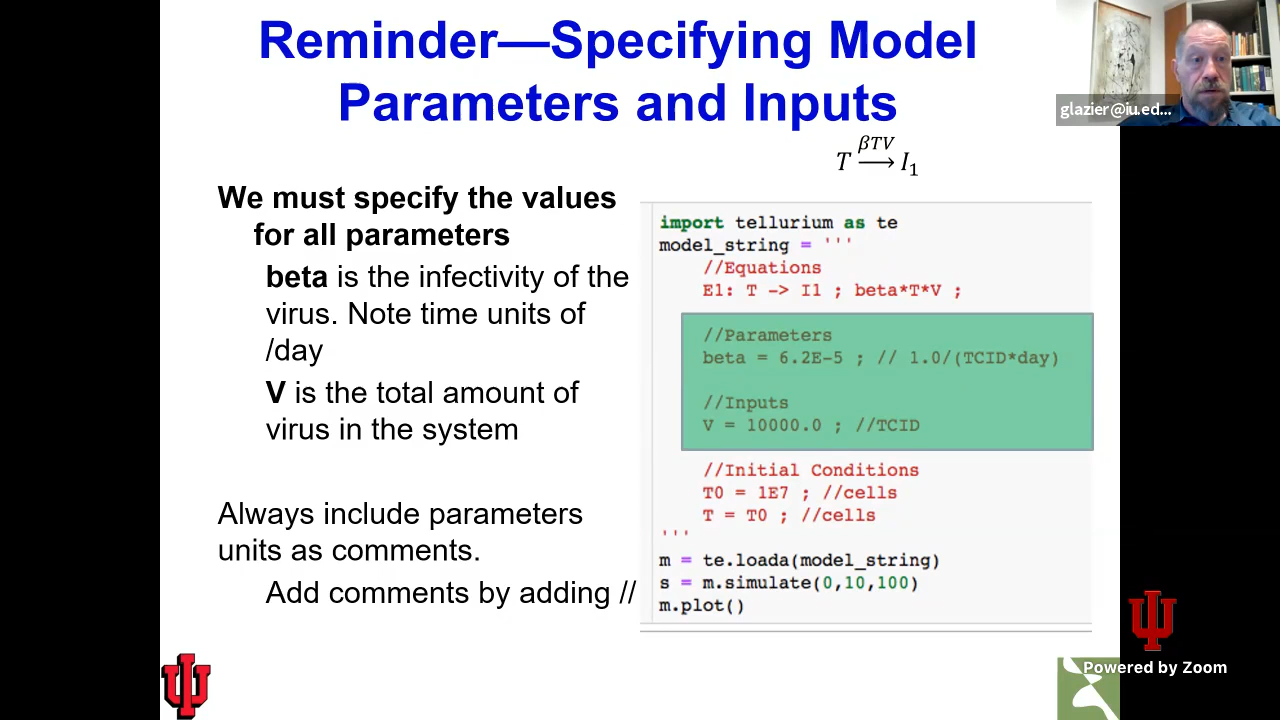 Reminder—Specifying Model
Parameters and Inputs
glazier@iu.ed...
βTV
T ⟶ I₁
We must specify the values
for all parameters
beta is the infectivity of the
virus. Note time units of
/day
V is the total amount of
virus in the system
Always include parameters
units as comments.
Add comments by adding //
import tellurium as te
model_string = '''
//Equations
E1: T -> I1 ; beta*T*V ;
//Parameters
beta = 6.2E-5 ; // 1.0/(TCID*day)
//Inputs
V = 10000.0 ; //TCID
//Initial Conditions
T0 = 1E7 ; //cells
T = T0 ; //cells
'''
m = te.loada(model_string)
s = m.simulate(0,10,100)
m.plot()
Powered by Zoom